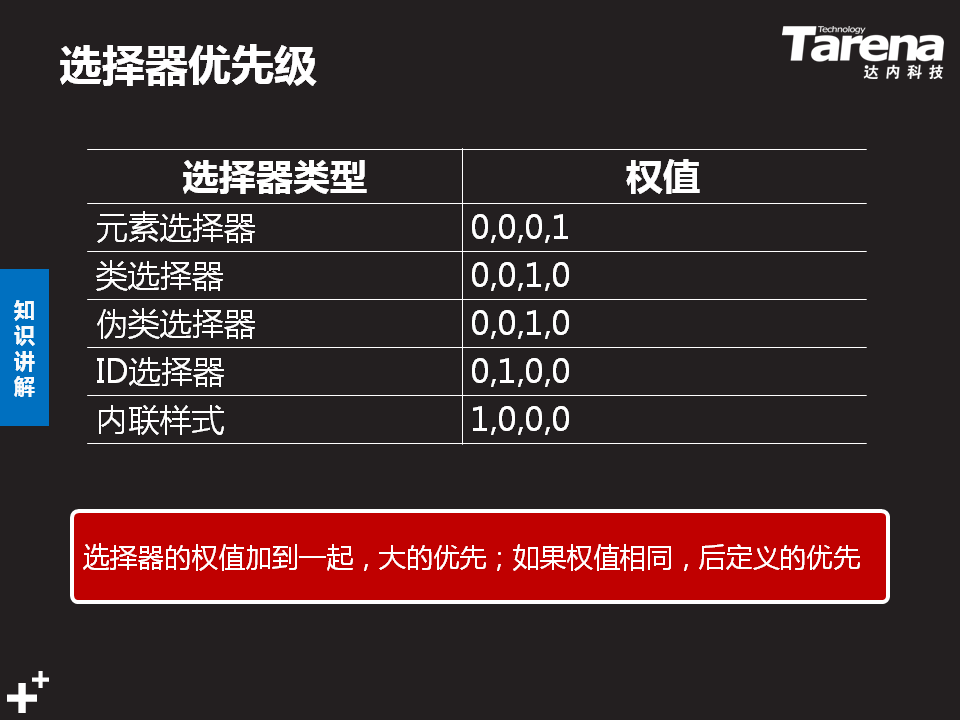 选择器优先级
Technology
Tarena
达内科技
选择器类型 权值
元素选择器 0,0,0,1
类选择器 0,0,1,0
伪类选择器 0,0,1,0
ID选择器 0,1,0,0
内联样式 1,0,0,0
知识讲解
选择器的权值加到一起，大的优先；如果权值相同，后定义的优先